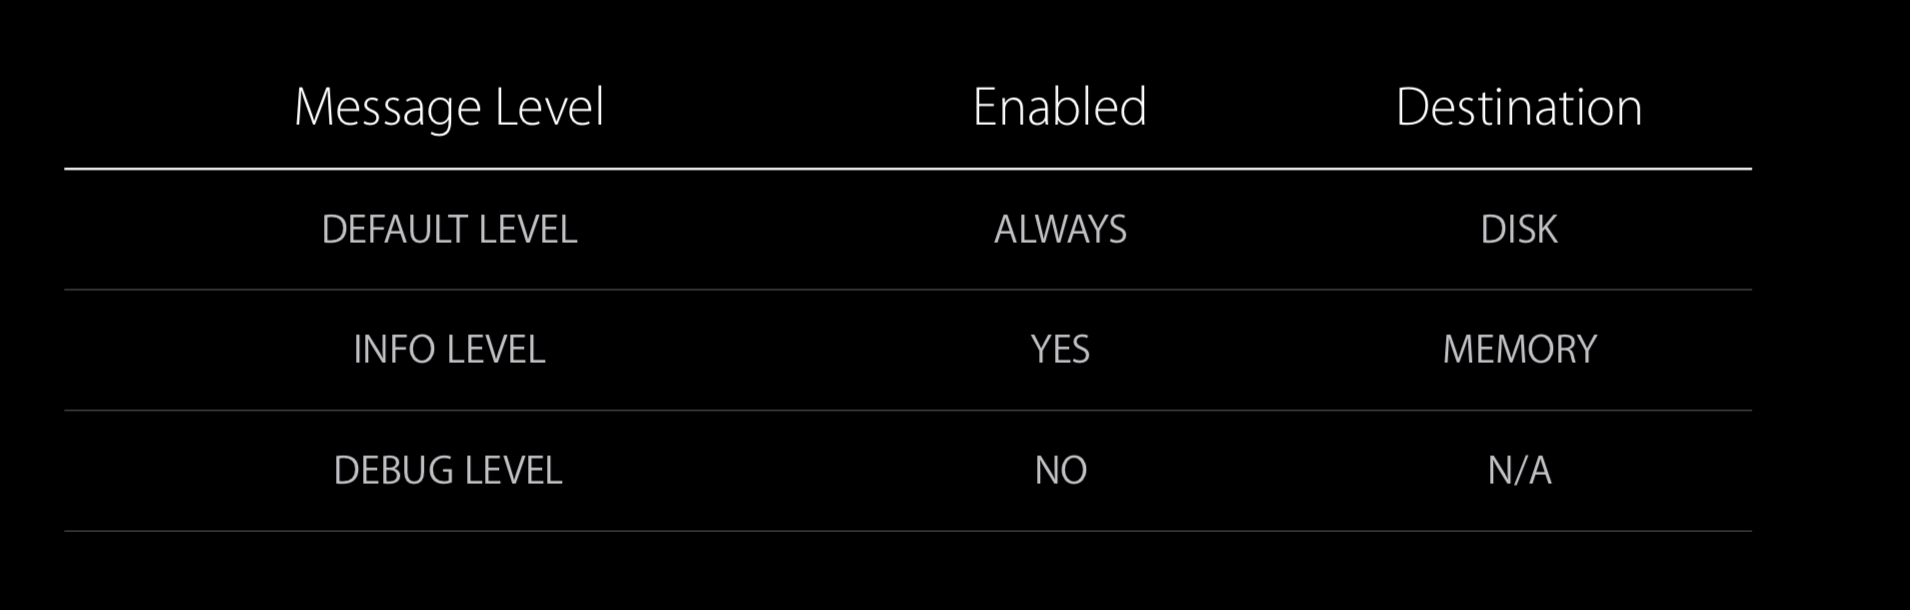 Message Level Enabled Destination
DEFAULT LEVEL ALWAYS DISK
INFO LEVEL YES MEMORY
DEBUG LEVEL NO N/A